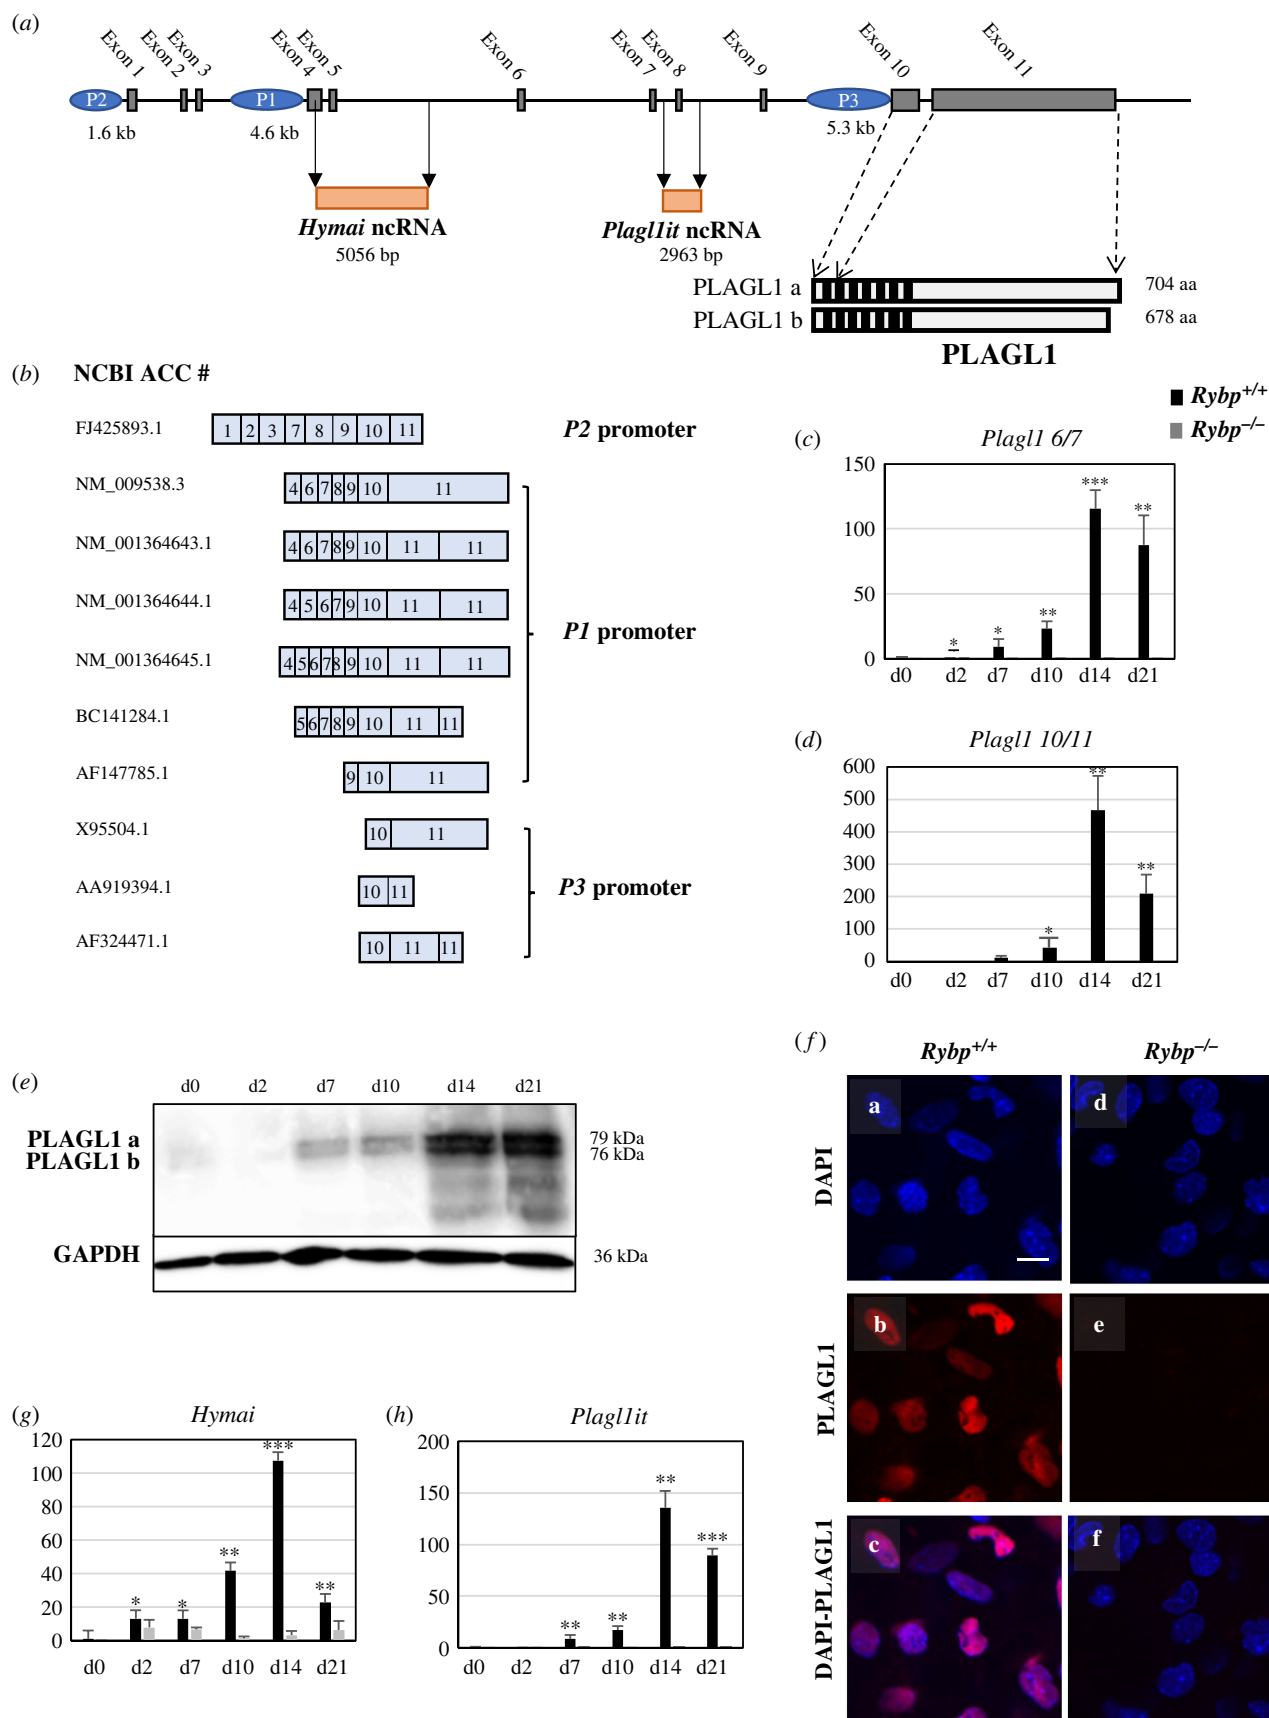 (a)
Exon 1
Exon 2
Exon 3
Exon 4
Exon 5
Exon 6
Exon 7
Exon 8
Exon 9
Exon 10
Exon 11
P2
P1
P3
1.6 kb
4.6 kb
5.3 kb
Hymai ncRNA
5056 bp
Plagl1it ncRNA
2963 bp
PLAGL1 a
704 aa
PLAGL1 b
678 aa
PLAGL1
(b) NCBI ACC #
FJ425893.1
1 2 3 7 8 9 10 11
P2 promoter
NM_009538.3
4 6 7 8 9 10 11
NM_001364643.1
4 6 7 8 9 10 11 11
NM_001364644.1
4 5 6 7 9 10 11 11
P1 promoter
NM_001364645.1
4 5 6 7 8 9 10 11 11
BC141284.1
5 6 7 8 9 10 11 11
AF147785.1
9 10 11
X95504.1
10 11
AA919394.1
10 11
P3 promoter
AF324471.1
10 11 11
Rybp+/+
Rybp–/–
(c)
Plagl1 6/7
150
100
50
0
* * ** *** **
d0 d2 d7 d10 d14 d21
(d)
Plagl1 10/11
600
500
400
300
200
100
0
* ** **
d0 d2 d7 d10 d14 d21
(e)
d0 d2 d7 d10 d14 d21
PLAGL1 a
79 kDa
PLAGL1 b
76 kDa
GAPDH
36 kDa
(f)
Rybp+/+
Rybp–/–
DAPI
a
d
PLAGL1
b
e
DAPI-PLAGL1
c
f
(g)
Hymai
120
100
80
60
40
20
0
* * ** *** **
d0 d2 d7 d10 d14 d21
(h)
Plagl1it
200
150
100
50
0
** ** ** ***
d0 d2 d7 d10 d14 d21